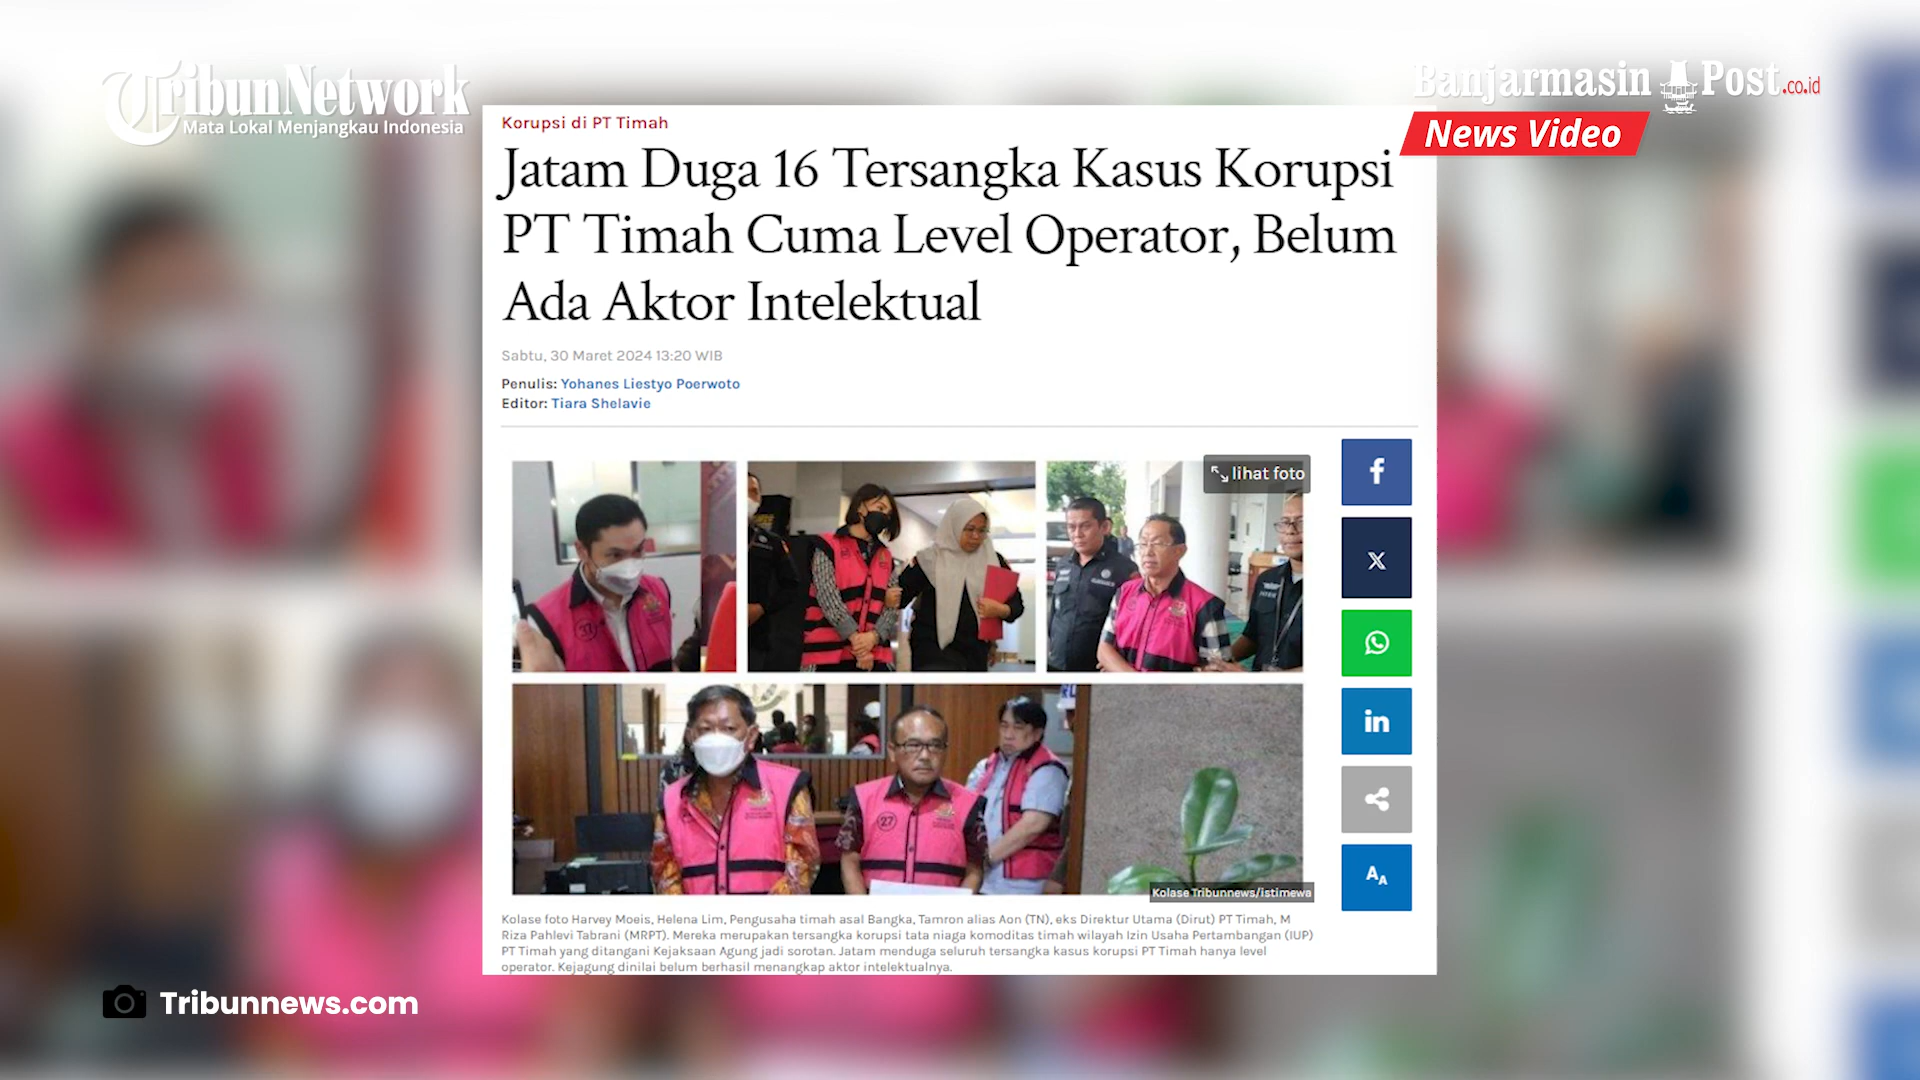 TribunNetwork
Mata Lokal Menjangkau Indonesia
Banjarmasin Post.co.id
News Video
Korupsi di PT Timah
Jatam Duga 16 Tersangka Kasus Korupsi
PT Timah Cuma Level Operator, Belum
Ada Aktor Intelektual
Sabtu, 30 Maret 2024 13:20 WIB
Penulis: Yohanes Liestyo Poerwoto
Editor: Tiara Shelavie
lihat foto
37
27
Kolase Tribunnews/istimewa
f
X
in
AA
Kolase foto Harvey Moeis, Helena Lim, Pengusaha timah asal Bangka, Tamron alias Aon (TN), eks Direktur Utama (Dirut) PT Timah, M
Riza Pahlevi Tabrani (MRPT). Mereka merupakan tersangka korupsi tata niaga komoditas timah wilayah Izin Usaha Pertambangan (IUP)
PT Timah yang ditangani Kejaksaan Agung jadi sorotan. Jatam menduga seluruh tersangka kasus korupsi PT Timah hanya level
operator. Kejagung dinilai belum berhasil menangkap aktor intelektualnya.
Tribunnews.com